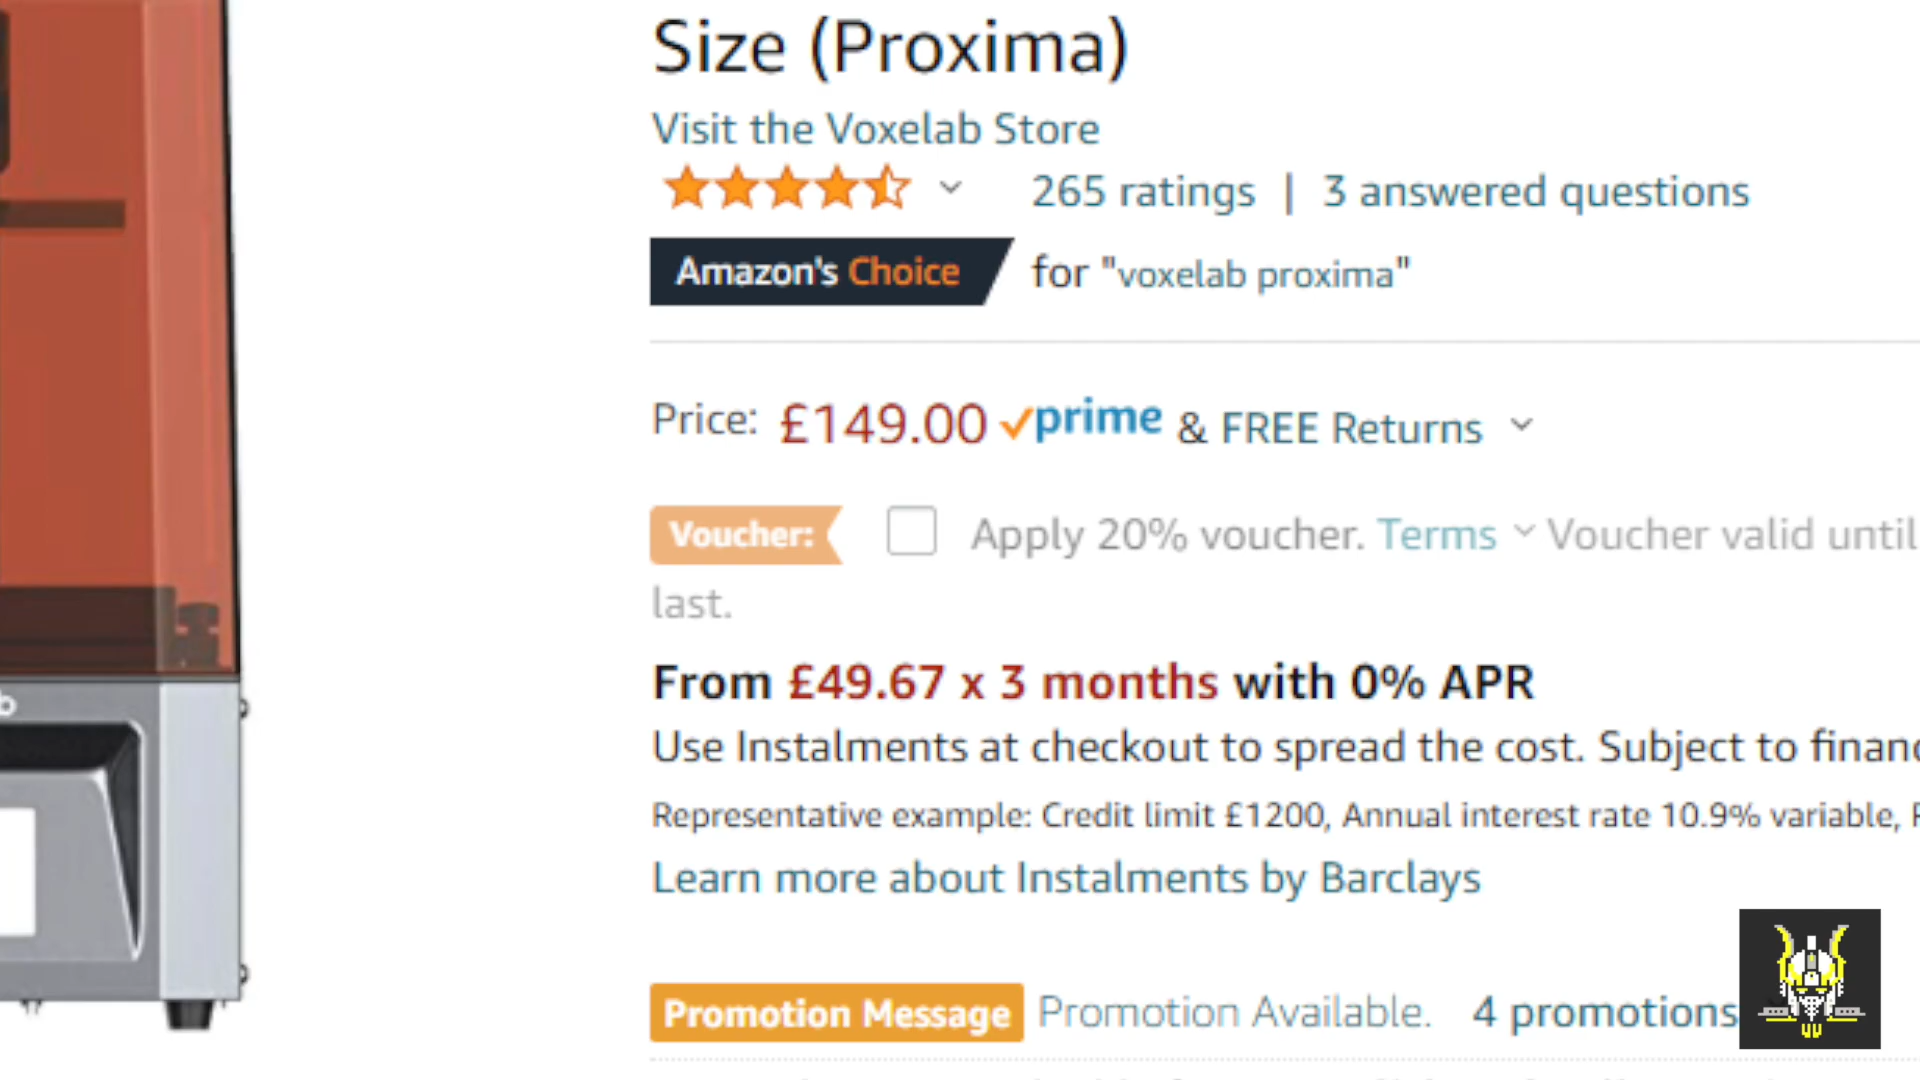 Size (Proxima)
Visit the Voxelab Store
265 ratings | 3 answered questions
Amazon's Choice for "voxelab proxima"
Price: £149.00 prime & FREE Returns
Voucher: Apply 20% voucher. Terms Voucher valid until
last.
From £49.67 x 3 months with 0% APR
Use Instalments at checkout to spread the cost. Subject to financ
Representative example: Credit limit £1200, Annual interest rate 10.9% variable,
Learn more about Instalments by Barclays
Promotion Message Promotion Available. 4 promotions